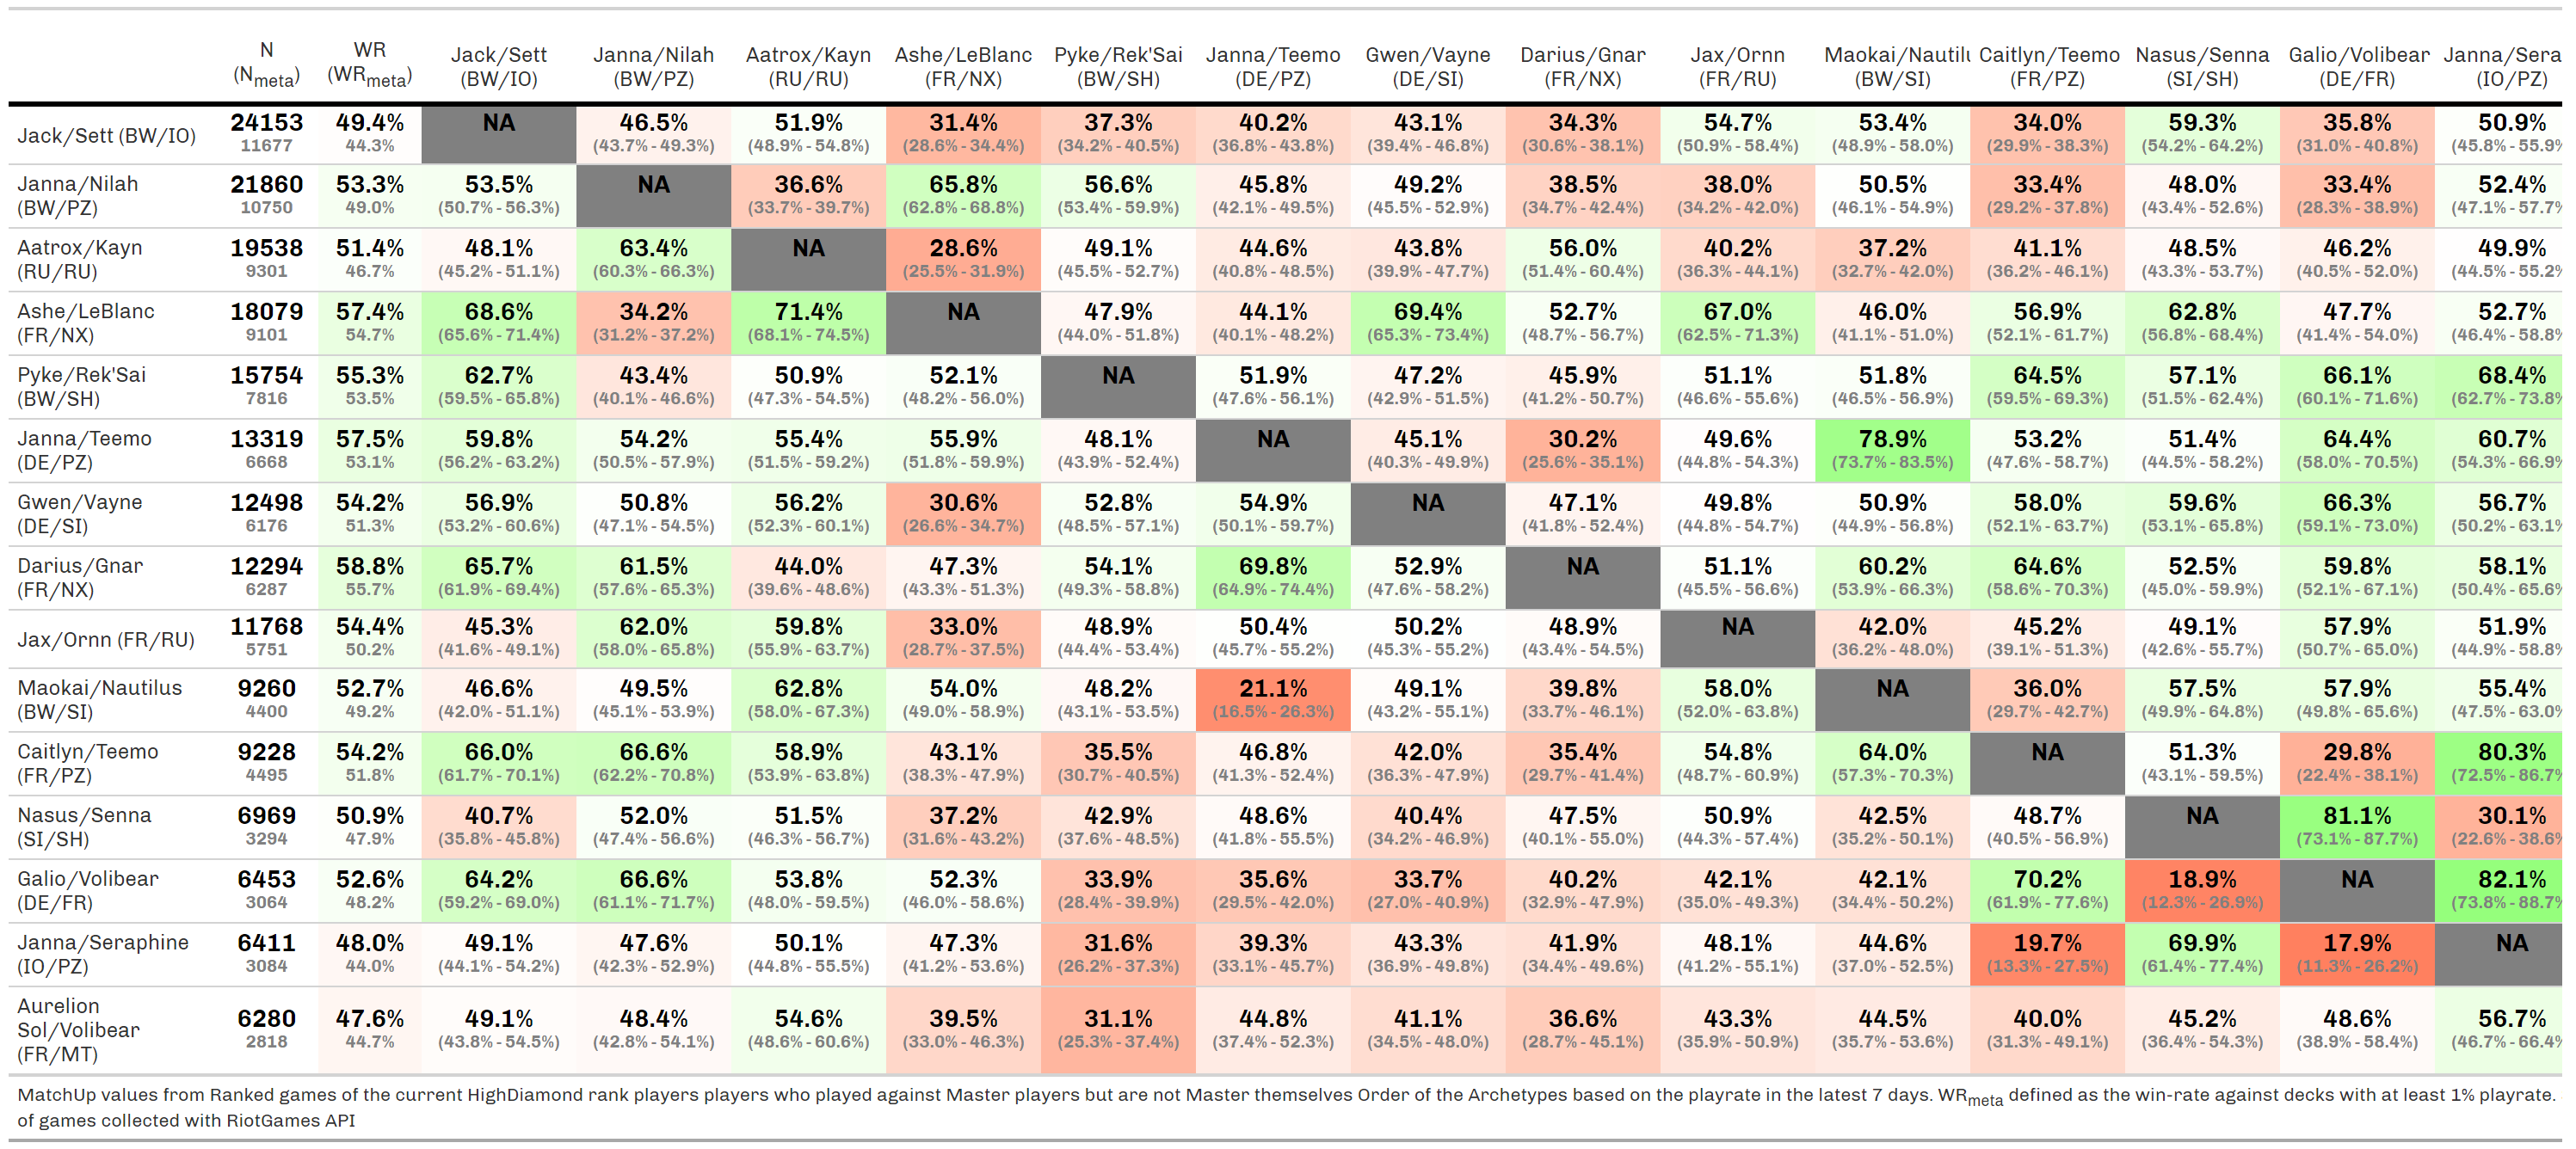 N WR Jack/Sett Janna/Nilah Aatrox/Kayn Ashe/LeBlanc Pyke/Rek'Sai Janna/Teemo Gwen/Vayne Darius/Gnar Jax/Ornn Maokai/Nautilu Caitlyn/Teemo Nasus/Senna Galio/Volibear Janna/Sera
(Nmeta) (WRmeta) (BW/IO) (BW/PZ) (RU/RU) (FR/NX) (BW/SH) (DE/PZ) (DE/SI) (FR/NX) (FR/RU) (BW/SI) (FR/PZ) (SI/SH) (DE/FR) (IO/PZ)
Jack/Sett (BW/IO) 24153 49.4% NA 46.5% 51.9% 31.4% 37.3% 40.2% 43.1% 34.3% 54.7% 53.4% 34.0% 59.3% 35.8% 50.9%
11677 44.3% (43.7% - 49.3%) (48.9% - 54.8%) (28.6% - 34.4%) (34.2% - 40.5%) (36.8% - 43.8%) (39.4% - 46.8%) (30.6% - 38.1%) (50.9% - 58.4%) (48.9% - 58.0%) (29.9% - 38.3%) (54.2% - 64.2%) (31.0% - 40.8%) (45.8% - 55.9%
Janna/Nilah 21860 53.3% 53.5% NA 36.6% 65.8% 56.6% 45.8% 49.2% 38.5% 38.0% 50.5% 33.4% 48.0% 33.4% 52.4%
(BW/PZ) 10750 49.0% (50.7% - 56.3%) (33.7% - 39.7%) (62.8% - 68.8%) (53.4% - 59.9%) (42.1% - 49.5%) (45.5% - 52.9%) (34.7% - 42.4%) (34.2% - 42.0%) (46.1% - 54.9%) (29.2% - 37.8%) (43.4% - 52.6%) (28.3% - 38.9%) (47.1% - 57.7%
Aatrox/Kayn 19538 51.4% 48.1% 63.4% NA 28.6% 49.1% 44.6% 43.8% 56.0% 40.2% 37.2% 41.1% 48.5% 46.2% 49.9%
(RU/RU) 9301 46.7% (45.2% - 51.1%) (60.3% - 66.3%) (25.5% - 31.9%) (45.5% - 52.7%) (40.8% - 48.5%) (39.9% - 47.7%) (51.4% - 60.4%) (36.3% - 44.1%) (32.7% - 42.0%) (36.2% - 46.1%) (43.3% - 53.7%) (40.5% - 52.0%) (44.5% - 55.2%
Ashe/LeBlanc 18079 57.4% 68.6% 34.2% 71.4% NA 47.9% 44.1% 69.4% 52.7% 67.0% 46.0% 56.9% 62.8% 47.7% 52.7%
(FR/NX) 9101 54.7% (65.6% - 71.4%) (31.2% - 37.2%) (68.1% - 74.5%) (44.0% - 51.8%) (40.1% - 48.2%) (65.3% - 73.4%) (48.7% - 56.7%) (62.5% - 71.3%) (41.1% - 51.0%) (52.1% - 61.7%) (56.8% - 68.4%) (41.4% - 54.0%) (46.4% - 58.8%
Pyke/Rek'Sai 15754 55.3% 62.7% 43.4% 50.9% 52.1% NA 51.9% 47.2% 45.9% 51.1% 51.8% 64.5% 57.1% 66.1% 68.4%
(BW/SH) 7816 53.5% (59.5% - 65.8%) (40.1% - 46.6%) (47.3% - 54.5%) (48.2% - 56.0%) (47.6% - 56.1%) (42.9% - 51.5%) (41.2% - 50.7%) (46.6% - 55.6%) (46.5% - 56.9%) (59.5% - 69.3%) (51.5% - 62.4%) (60.1% - 71.6%) (62.7% - 73.8%
Janna/Teemo 13319 57.5% 59.8% 54.2% 55.4% 55.9% 48.1% NA 45.1% 30.2% 49.6% 78.9% 53.2% 51.4% 64.4% 60.7%
(DE/PZ) 6668 53.1% (56.2% - 63.2%) (50.5% - 57.9%) (51.5% - 59.2%) (51.8% - 59.9%) (43.9% - 52.4%) (40.3% - 49.9%) (25.6% - 35.1%) (44.8% - 54.3%) (73.7% - 83.5%) (47.6% - 58.7%) (44.5% - 58.2%) (58.0% - 70.5%) (54.3% - 66.9%
Gwen/Vayne 12498 54.2% 56.9% 50.8% 56.2% 30.6% 52.8% 54.9% NA 47.1% 49.8% 50.9% 58.0% 59.6% 66.3% 56.7%
(DE/SI) 6176 51.3% (53.2% - 60.6%) (47.1% - 54.5%) (52.3% - 60.1%) (26.6% - 34.7%) (48.5% - 57.1%) (50.1% - 59.7%) (41.8% - 52.4%) (44.8% - 54.7%) (44.9% - 56.8%) (52.1% - 63.7%) (53.1% - 65.8%) (59.1% - 73.0%) (50.2% - 63.1%
Darius/Gnar 12294 58.8% 65.7% 61.5% 44.0% 47.3% 54.1% 69.8% 52.9% NA 51.1% 60.2% 64.6% 52.5% 59.8% 58.1%
(FR/NX) 6287 55.7% (61.9% - 69.4%) (57.6% - 65.3%) (39.6% - 48.6%) (43.3% - 51.3%) (49.3% - 58.8%) (64.9% - 74.4%) (47.6% - 58.2%) (45.5% - 56.6%) (53.9% - 66.3%) (58.6% - 70.3%) (45.0% - 59.9%) (52.1% - 67.1%) (50.4% - 65.6%
Jax/Ornn (FR/RU) 11768 54.4% 45.3% 62.0% 59.8% 33.0% 48.9% 50.4% 50.2% 48.9% NA 42.0% 45.2% 49.1% 57.9% 51.9%
5751 50.2% (41.6% - 49.1%) (58.0% - 65.8%) (55.9% - 63.7%) (28.7% - 37.5%) (44.4% - 53.4%) (45.7% - 55.2%) (45.3% - 55.2%) (43.4% - 54.5%) (36.2% - 48.0%) (39.1% - 51.3%) (42.6% - 55.7%) (50.7% - 65.0%) (44.9% - 58.8%
Maokai/Nautilus 9260 52.7% 46.6% 49.5% 62.8% 54.0% 48.2% 21.1% 49.1% 39.8% 58.0% NA 36.0% 57.5% 57.9% 55.4%
(BW/SI) 4400 49.2% (42.0% - 51.1%) (45.1% - 53.9%) (58.0% - 67.3%) (49.0% - 58.9%) (43.1% - 53.5%) (16.5% - 26.3%) (43.2% - 55.1%) (33.7% - 46.1%) (52.0% - 63.8%) (29.7% - 42.7%) (49.9% - 64.8%) (49.8% - 65.6%) (47.5% - 63.0%
Caitlyn/Teemo 9228 54.2% 66.0% 66.6% 58.9% 43.1% 35.5% 46.8% 42.0% 35.4% 54.8% 64.0% NA 51.3% 29.8% 80.3%
(FR/PZ) 4495 51.8% (61.7% - 70.1%) (62.2% - 70.8%) (53.9% - 63.8%) (38.3% - 47.9%) (30.7% - 40.5%) (41.3% - 52.4%) (36.3% - 47.9%) (29.7% - 41.4%) (48.7% - 60.9%) (57.3% - 70.3%) (43.1% - 59.5%) (22.4% - 38.1%) (72.5% - 86.7%
Nasus/Senna 6969 50.9% 40.7% 52.0% 51.5% 37.2% 42.9% 48.6% 40.4% 47.5% 50.9% 42.5% 48.7% NA 81.1% 30.1%
(SI/SH) 3294 47.9% (35.8% - 45.8%) (47.4% - 56.6%) (46.3% - 56.7%) (31.6% - 43.2%) (37.6% - 48.5%) (41.8% - 55.5%) (34.2% - 46.9%) (40.1% - 55.0%) (44.3% - 57.4%) (35.2% - 50.1%) (40.5% - 56.9%) (73.1% - 87.7%) (22.6% - 38.6%
Galio/Volibear 6453 52.6% 64.2% 66.6% 53.8% 52.3% 33.9% 35.6% 33.7% 40.2% 42.1% 42.1% 70.2% 18.9% NA 82.1%
(DE/FR) 3064 48.2% (59.2% - 69.0%) (61.1% - 71.7%) (48.0% - 59.5%) (46.0% - 58.6%) (28.4% - 39.9%) (29.5% - 42.0%) (27.0% - 40.9%) (32.9% - 47.9%) (35.0% - 49.3%) (34.4% - 50.2%) (61.9% - 77.6%) (12.3% - 26.9%) (73.8% - 88.7%
Janna/Seraphine 6411 48.0% 49.1% 47.6% 50.1% 47.3% 31.6% 39.3% 43.3% 41.9% 48.1% 44.6% 19.7% 69.9% 17.9% NA
(IO/PZ) 3084 44.0% (44.1% - 54.2%) (42.3% - 52.9%) (44.8% - 55.5%) (41.2% - 53.6%) (26.2% - 37.3%) (33.1% - 45.7%) (36.9% - 49.8%) (34.4% - 49.6%) (41.2% - 55.1%) (37.0% - 52.5%) (13.3% - 27.5%) (61.4% - 77.4%) (11.3% - 26.2%)
Aurelion
Sol/Volibear 6280 47.6% 49.1% 48.4% 54.6% 39.5% 31.1% 44.8% 41.1% 36.6% 43.3% 44.5% 40.0% 45.2% 48.6% 56.7%
(FR/MT) 2818 44.7% (43.8% - 54.5%) (42.8% - 54.1%) (48.6% - 60.6%) (33.0% - 46.3%) (25.3% - 37.4%) (37.4% - 52.3%) (34.5% - 48.0%) (28.7% - 45.1%) (35.9% - 50.9%) (35.7% - 53.6%) (31.3% - 49.1%) (36.4% - 54.3%) (38.9% - 58.4%) (46.7% - 66.4%
MatchUp values from Ranked games of the current HighDiamond rank players players who played against Master players but are not Master themselves Order of the Archetypes based on the playrate in the latest 7 days. WRmeta defined as the win-rate against decks with at least 1% playrate.
of games collected with RiotGames API